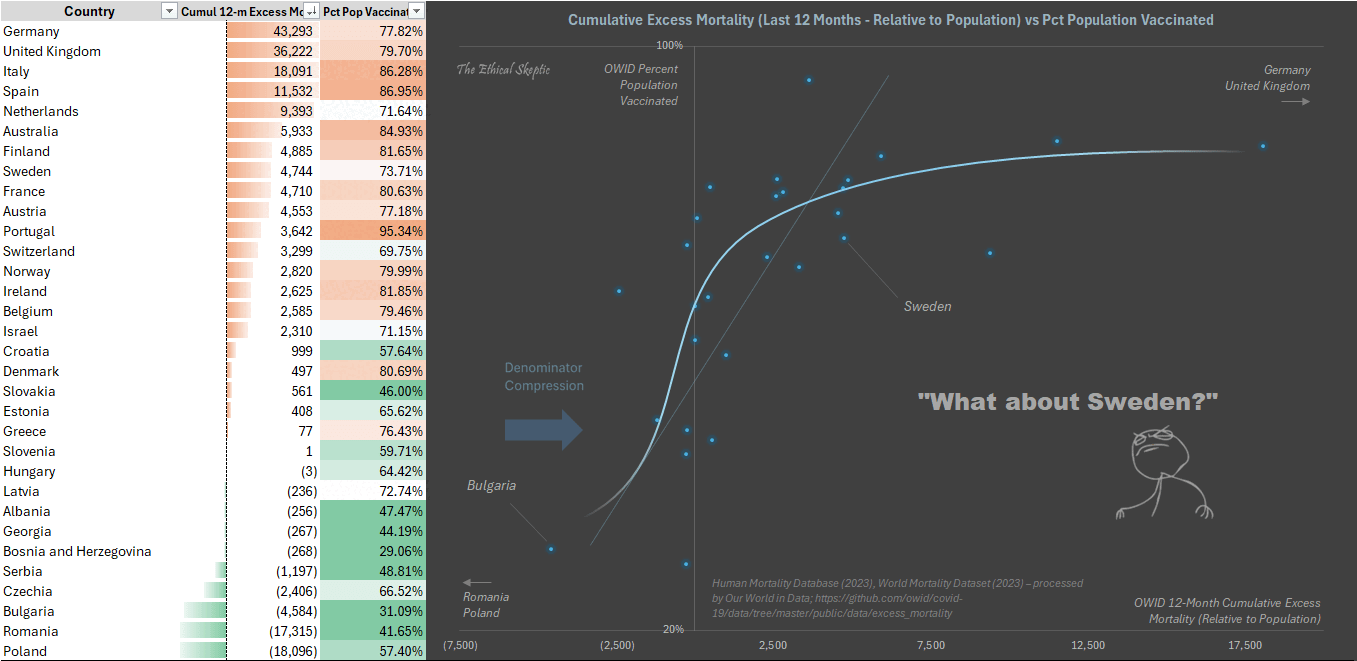 Country Cumul 12-m Excess Mo Pct Pop Vaccinat
Germany 43,293 77.82%
United Kingdom 36,222 79.70%
Italy 18,091 86.28%
Spain 11,532 86.95%
Netherlands 9,393 71.64%
Australia 5,933 84.93%
Finland 4,885 81.65%
Sweden 4,744 73.71%
France 4,710 80.63%
Austria 4,553 77.18%
Portugal 3,642 95.34%
Switzerland 3,299 69.75%
Norway 2,820 79.99%
Ireland 2,625 81.85%
Belgium 2,585 79.46%
Israel 2,310 71.15%
Croatia 999 57.64%
Denmark 497 80.69%
Slovakia 561 46.00%
Estonia 408 65.62%
Greece 77 76.43%
Slovenia 1 59.71%
Hungary (3) 64.42%
Latvia (236) 72.74%
Albania (256) 47.47%
Georgia (267) 44.19%
Bosnia and Herzegovina (268) 29.06%
Serbia (1,197) 48.81%
Czechia (2,406) 66.52%
Bulgaria (4,584) 31.09%
Romania (17,315) 41.65%
Poland (18,096) 57.40%
Cumulative Excess Mortality (Last 12 Months - Relative to Population) vs Pct Population Vaccinated
100%
The Ethical Skeptic
OWID Percent
Population
Vaccinated
Germany
United Kingdom
Sweden
Denominator
Compression
"What about Sweden?"
Bulgaria
Romania
Poland
Human Mortality Database (2023), World Mortality Dataset (2023) – processed
by Our World in Data; https://github.com/owid/covid-
19/data/tree/master/public/data/excess_mortality
OWID 12-Month Cumulative Excess
Mortality (Relative to Population)
20%
(7,500) (2,500) 2,500 7,500 12,500 17,500